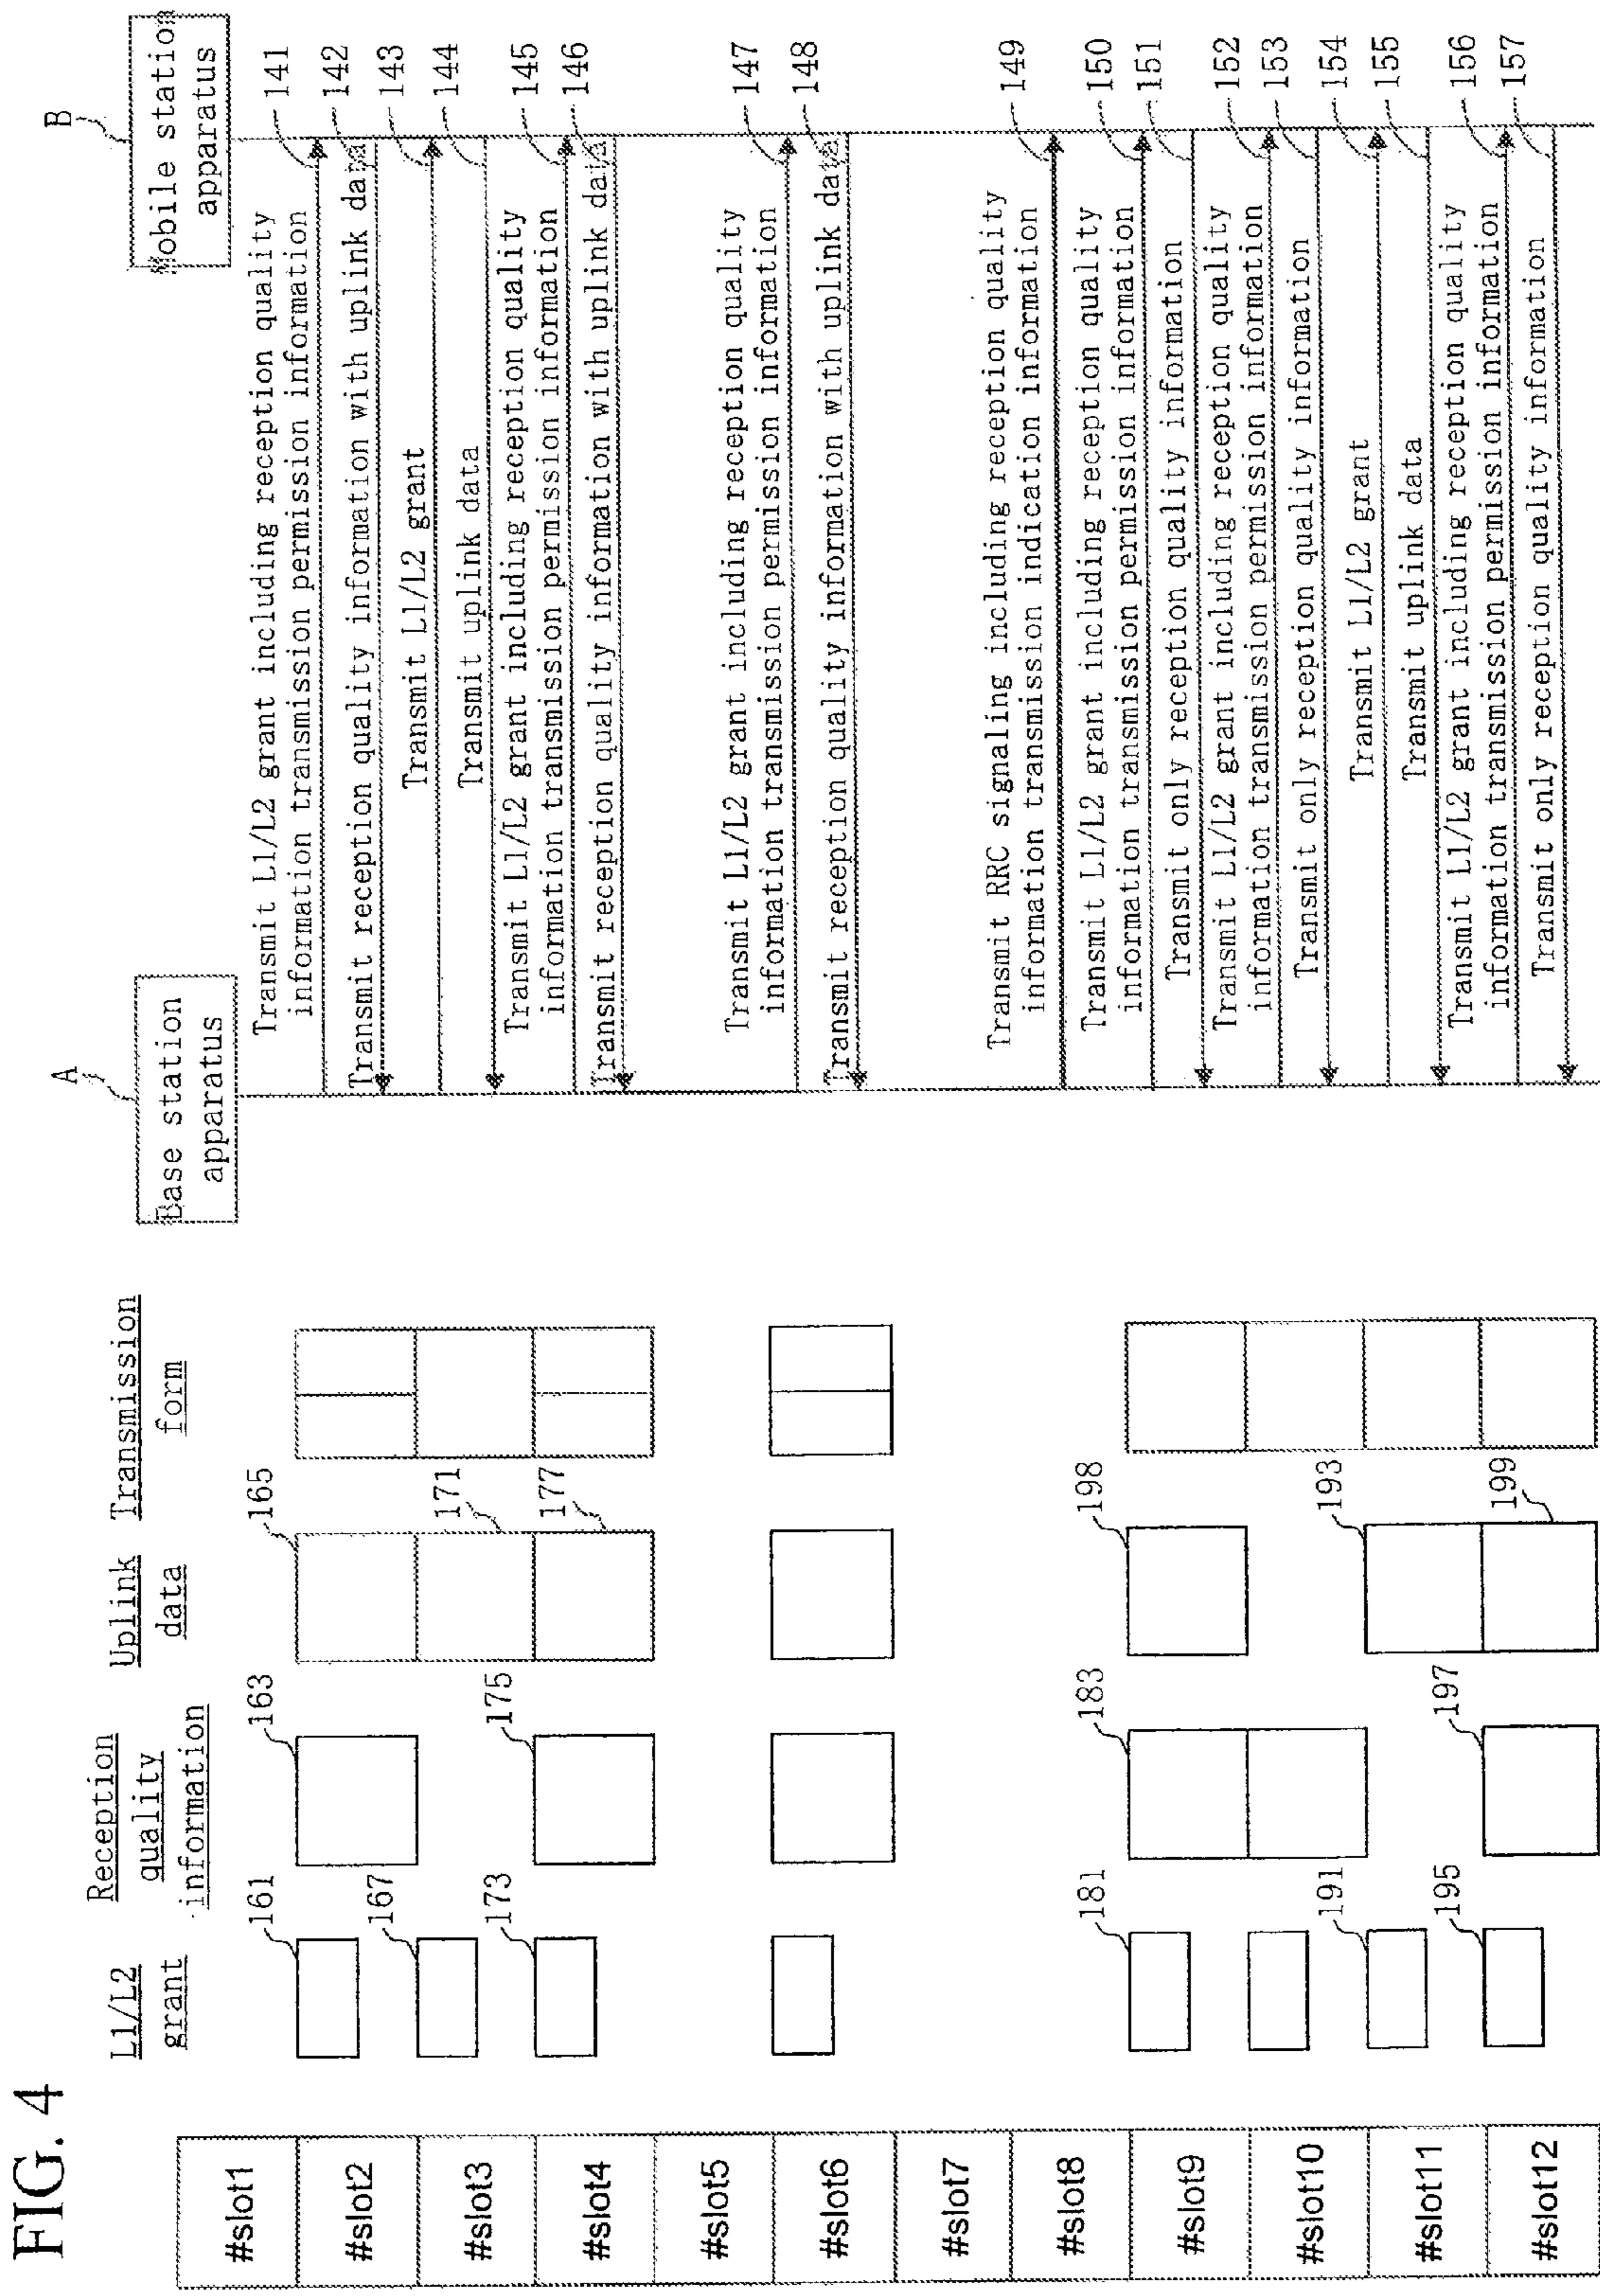 FIG. 4
#slot1
#slot2
#slot3
#slot4
#slot5
#slot6
#slot7
#slot8
#slot9
#slot10
#slot11
#slot12
L1/L2
grant
161
167
173
181
191
195
Reception
quality
information
163
175
183
197
Uplink
data
165
171
177
198
193
199
Transmission
form
A
Base station
apparatus
B
Mobile station
apparatus
Transmit L1/L2 grant including reception quality
information transmission permission information
141
Transmit reception quality information with uplink data
142
Transmit L1/L2 grant
143
Transmit uplink data
144
Transmit L1/L2 grant including reception quality
information transmission permission information
145
Transmit reception quality information with uplink data
146
Transmit L1/L2 grant including reception quality
information transmission permission information
147
Transmit reception quality information with uplink data
148
Transmit RRC signaling including reception quality
information transmission indication information
149
Transmit L1/L2 grant including reception quality
information transmission permission information
150
Transmit only reception quality information
151
Transmit L1/L2 grant including reception quality
information transmission permission information
152
Transmit only reception quality information
153
Transmit L1/L2 grant
154
Transmit uplink data
155
Transmit L1/L2 grant including reception quality
information transmission permission information
156
Transmit only reception quality information
157